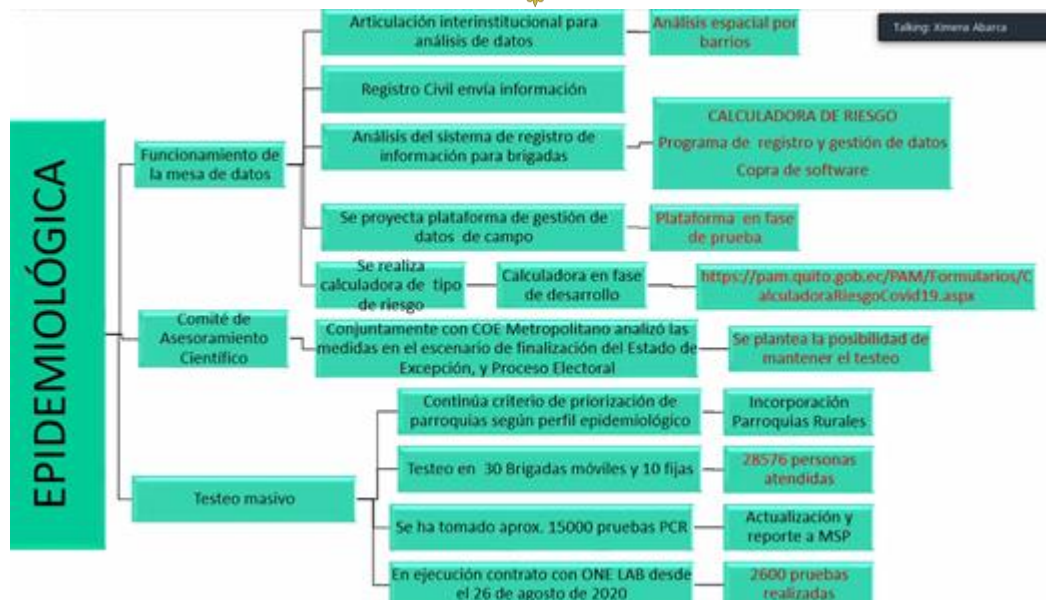 Talking: Ximena Abarca
EPIDEMIOLÓGICA
Funcionamiento de
la mesa de datos
Articulación interinstitucional para
análisis de datos
Análisis espacial por
barrios
Registro Civil envía información
Análisis del sistema de registro de
información para brigadas
CALCULADORA DE RIESGO
Programa de registro y gestión de datos
Copra de software
Se proyecta plataforma de gestión de
datos de campo
Plataforma en fase
de prueba
Se realiza
calculadora de tipo
de riesgo
Calculadora en fase
de desarrollo
https://pam.quito.gob.ec/PAM/Formularios/C
alculadoraRiesgoCovid19.aspx
Comité de
Asesoramiento
Científico
Conjuntamente con COE Metropolitano analizó las
medidas en el escenario de finalización del Estado de
Excepción, y Proceso Electoral
Se plantea la posibilidad de
mantener el testeo
Testeo masivo
Continúa criterio de priorización de
parroquias según perfil epidemiológico
Incorporación
Parroquias Rurales
Testeo en 30 Brigadas móviles y 10 fijas
28576 personas
atendidas
Se ha tomado aprox. 15000 pruebas PCR
Actualización y
reporte a MSP
En ejecución contrato con ONE LAB desde
el 26 de agosto de 2020
2600 pruebas
realizadas